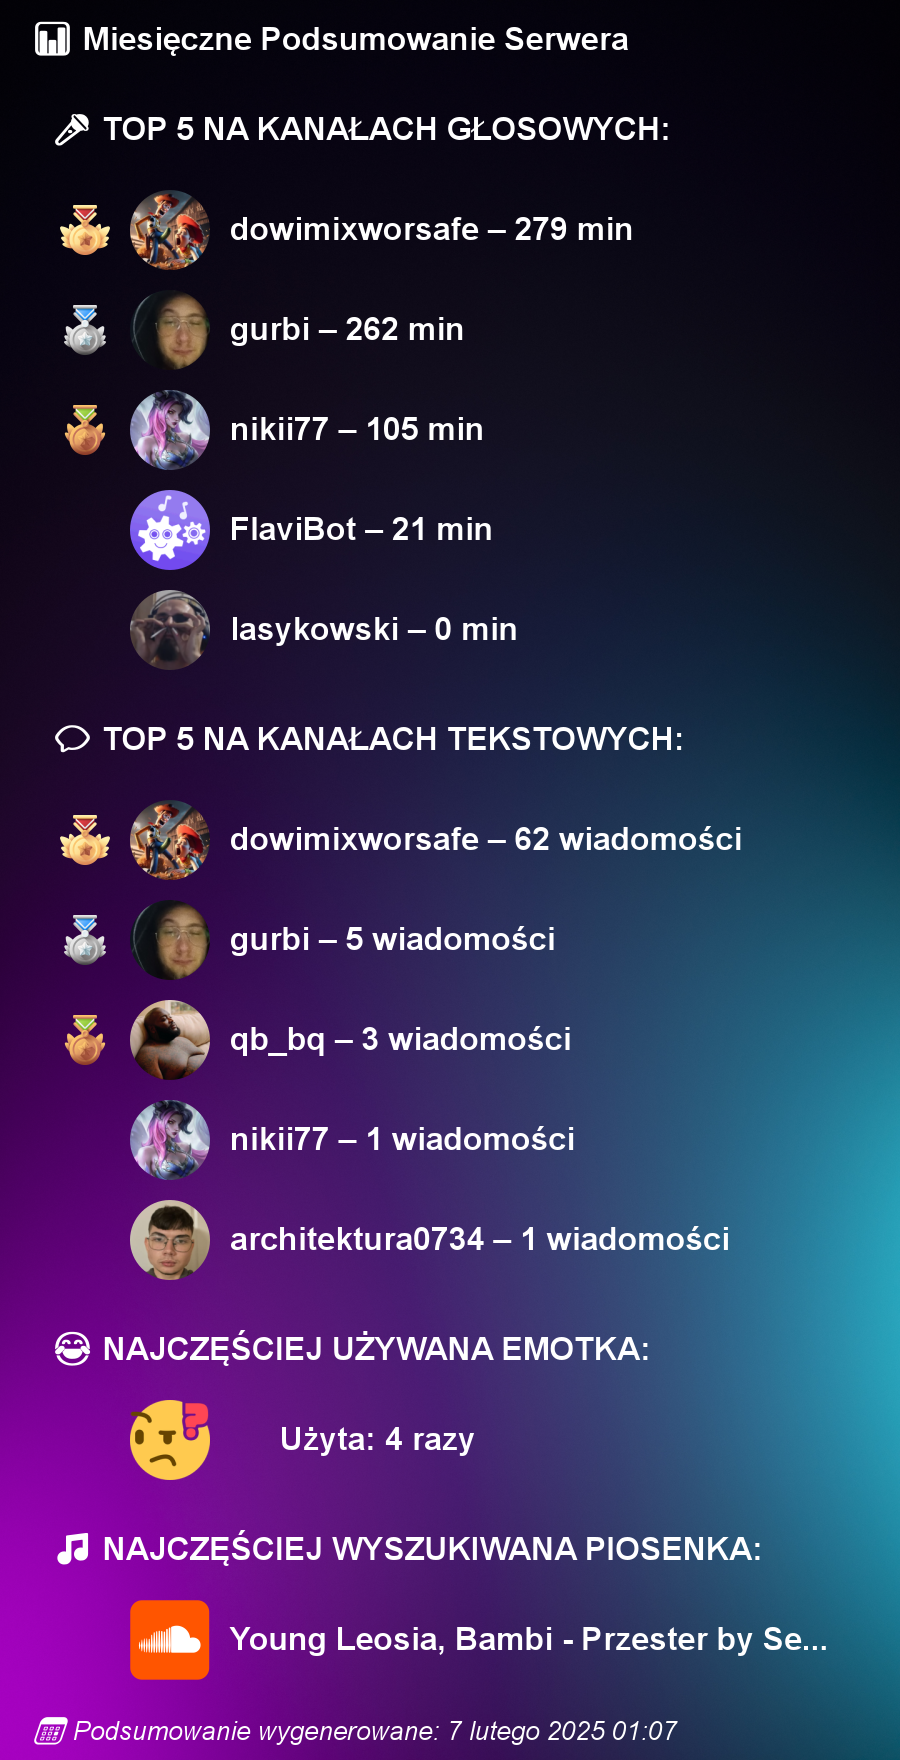 Miesięczne Podsumowanie Serwera
TOP 5 NA KANAŁACH GŁOSOWYCH:
dowimixworsafe – 279 min
gurbi – 262 min
nikii77 – 105 min
FlaviBot – 21 min
lasykowski – 0 min
TOP 5 NA KANAŁACH TEKSTOWYCH:
dowimixworsafe – 62 wiadomości
gurbi – 5 wiadomości
qb_bq – 3 wiadomości
nikii77 – 1 wiadomości
architektura0734 – 1 wiadomości
NAJCZĘŚCIEJ UŻYWANA EMOTKA:
Użyta: 4 razy
NAJCZĘŚCIEJ WYSZUKIWANA PIOSENKA:
Young Leosia, Bambi - Przester by Se...
Podsumowanie wygenerowane: 7 lutego 2025 01:07